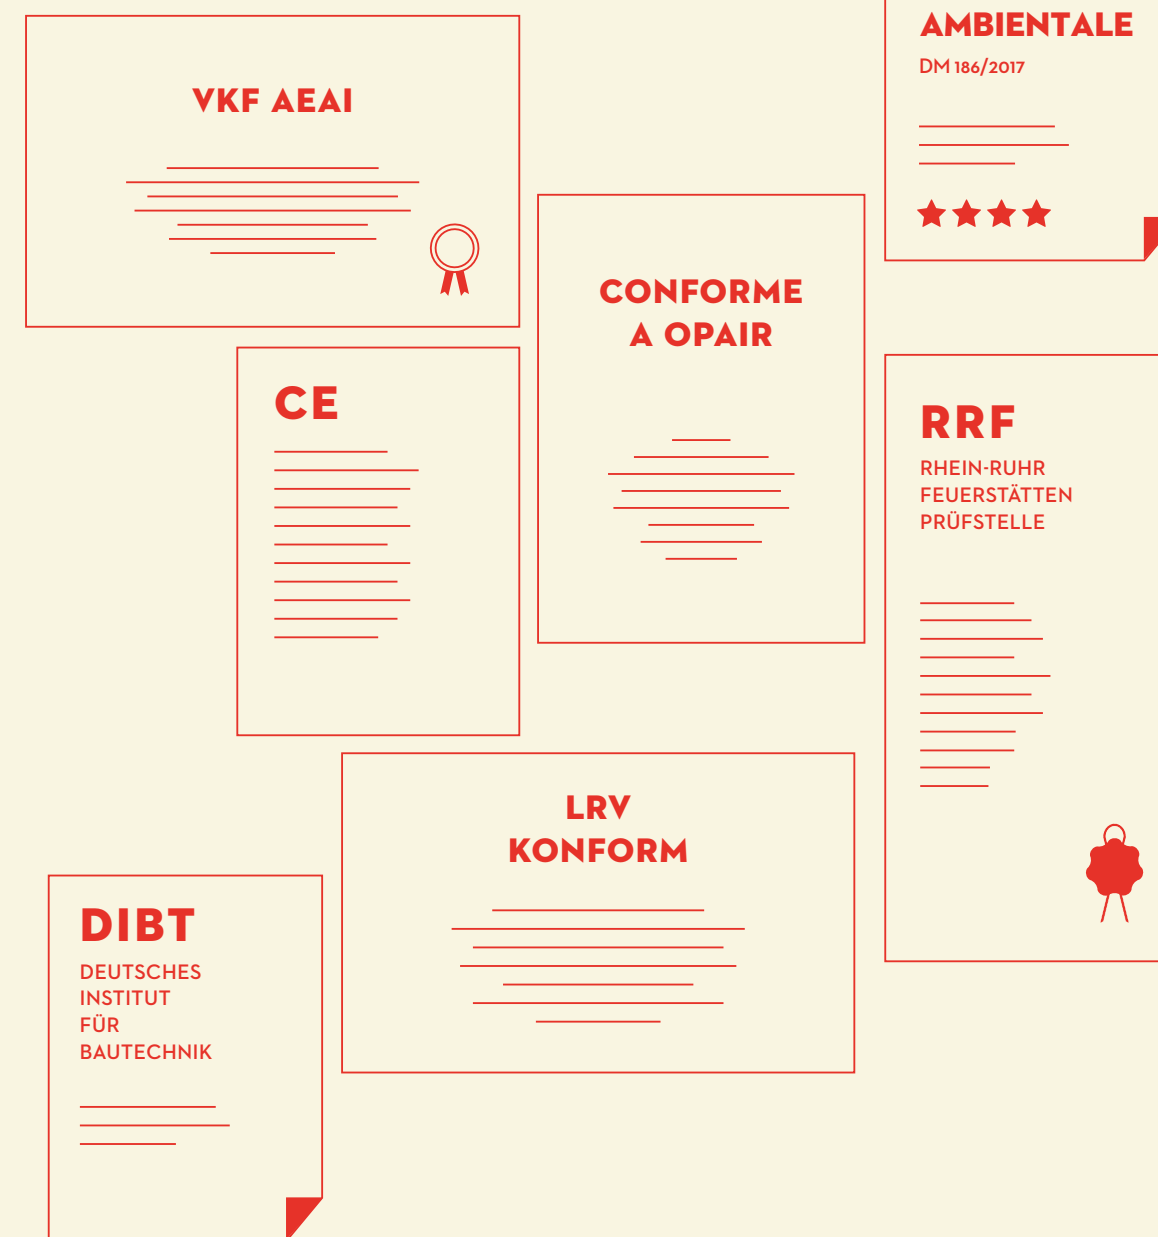 VKF AEAI
AMBIENTALE
DM 186/2017
CONFORME
A OPAIR
CE
RRF
RHEIN-RUHR
FEUERSTÄTTEN
PRÜFSTELLE
LRV
KONFORM
DIBT
DEUTSCHES
INSTITUT
FÜR
BAUTECHNIK